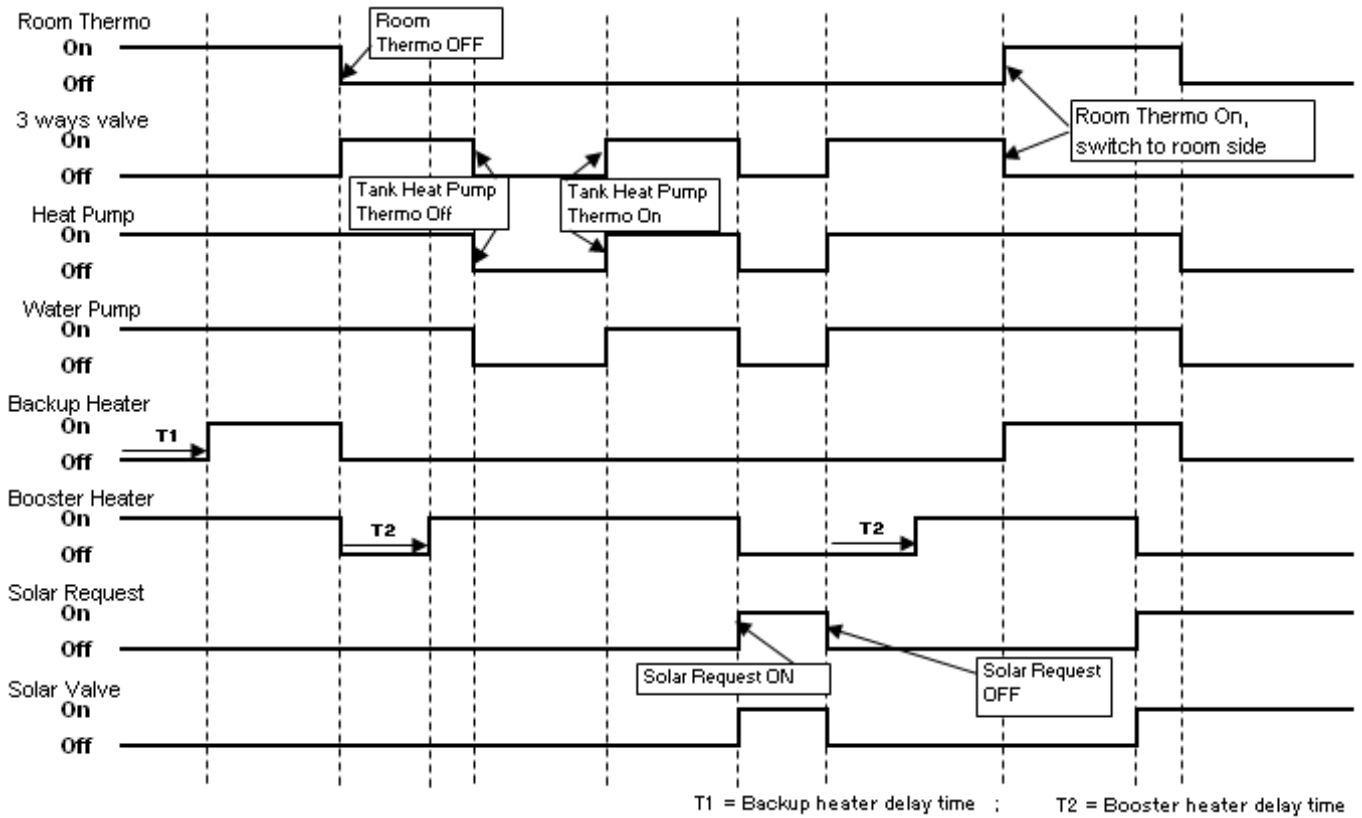 Room Thermo
On
Off
Room
Thermo OFF
3 ways valve
On
Off
Room Thermo On,
switch to room side
Tank Heat Pump
Thermo Off
Tank Heat Pump
Thermo On
Heat Pump
On
Off
Water Pump
On
Off
Backup Heater
On
Off
T1
Booster Heater
On
Off
T2
T2
Solar Request
On
Off
Solar Request ON
Solar Request
OFF
Solar Valve
On
Off
T1 = Backup heater delay time ; T2 = Booster heater delay time